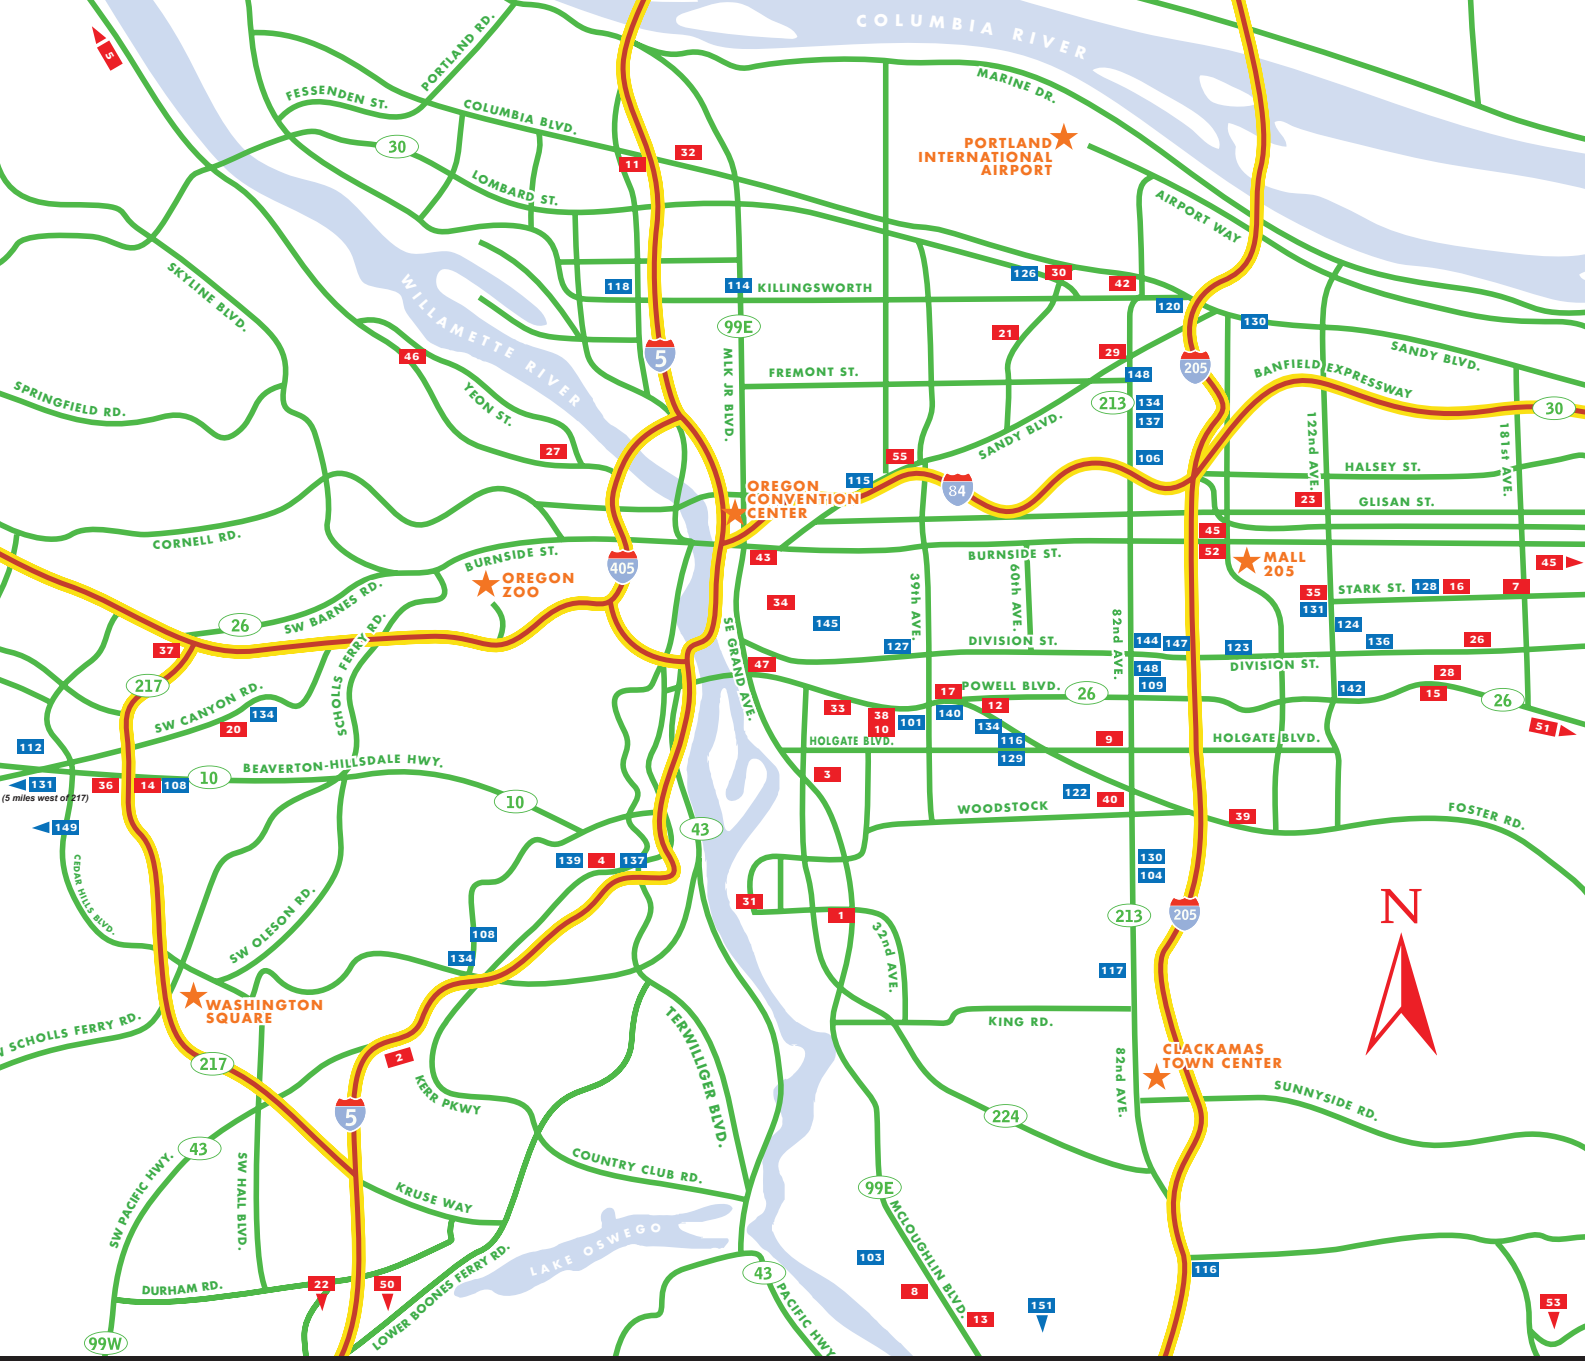 COLUMBIA RIVER
5
PORTLAND RD.
FESSENDEN ST.
COLUMBIA BLVD.
MARINE DR.
30
32
11
PORTLAND
INTERNATIONAL
AIRPORT
LOMBARD ST.
AIRPORT WAY
SKYLINE BLVD.
WILLAMETTE RIVER
118
114
KILLINGSWORTH
126
30
42
120
130
99E
21
46
5
MLK JR BLVD.
29
205
SANDY BLVD.
BANFIELD EXPRESSWAY
FREMONT ST.
148
SPRINGFIELD RD.
YEON ST.
213
134
137
30
SANDY BLVD.
122nd AVE.
181st AVE.
27
55
106
HALSEY ST.
115
84
OREGON
CONVENTION
CENTER
23
GLISAN ST.
CORNELL RD.
BURNSIDE ST.
405
43
BURNSIDE ST.
45
52
MALL
205
45
OREGON
ZOO
39th AVE.
60th AVE.
82nd AVE.
35
STARK ST.
128
16
7
131
SW BARNES RD.
26
34
145
124
SE GRAND AVE.
127
DIVISION ST.
144
147
123
136
26
DIVISION ST.
37
SCHOLLS FERRY RD.
47
148
28
217
109
17
POWELL BLVD.
26
142
15
26
SW CANYON RD.
134
20
33
38
10
101
140
12
134
51
112
HOLGATE BLVD.
116
129
9
HOLGATE BLVD.
BEAVERTON-HILLSDALE HWY.
10
131
(5 miles west of 217)
36
14
108
3
10
122
40
WOODSTOCK
39
FOSTER RD.
149
43
CEDAR HILLS BLVD.
139
4
137
130
104
31
1
SW OLESON RD.
108
134
32nd AVE.
213
205
N
117
WASHINGTON
SQUARE
W SCHOLLS FERRY RD.
TERWILLIGER BLVD.
KING RD.
217
2
KERR PKWY
82nd AVE.
CLACKAMAS
TOWN CENTER
SUNNYSIDE RD.
5
224
43
SW PACIFIC HWY.
SW HALL BLVD.
COUNTRY CLUB RD.
KRUSE WAY
99E
MCLOUGHLIN BLVD.
LAKE OSWEGO
103
116
DURHAM RD.
22
50
LOWER BOONES FERRY RD.
43
PACIFIC HWY
8
13
151
53
99W